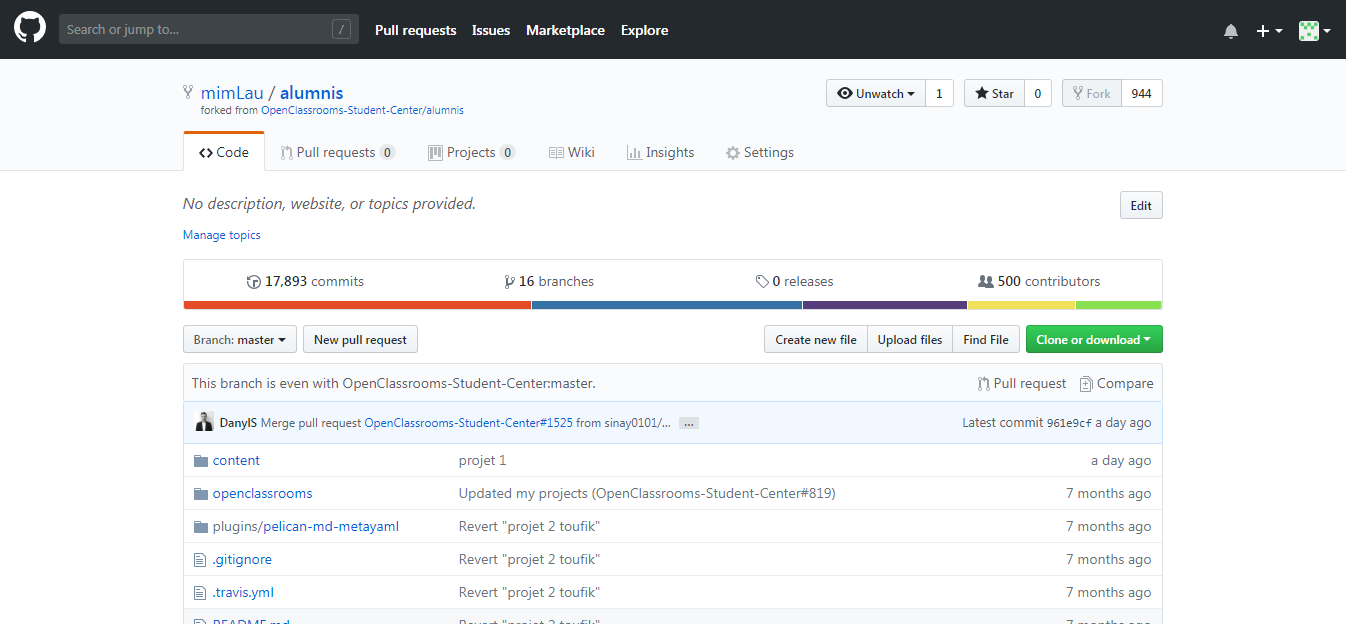 Search or jump to... / Pull requests Issues Marketplace Explore
mimLau / alumnis
forked from OpenClassrooms-Student-Center/alumnis
Unwatch 1 Star 0 Fork 944
Code Pull requests 0 Projects 0 Wiki Insights Settings
No description, website, or topics provided. Edit
Manage topics
17,893 commits 16 branches 0 releases 500 contributors
Branch: master New pull request Create new file Upload files Find File Clone or download
This branch is even with OpenClassrooms-Student-Center:master. Pull request Compare
DanylS Merge pull request OpenClassrooms-Student-Center#1525 from sinay0101/... ... Latest commit 961e9cf a day ago
content projet 1 a day ago
openclassrooms Updated my projects (OpenClassrooms-Student-Center#819) 7 months ago
plugins/pelican-md-metayaml Revert "projet 2 toufik" 7 months ago
.gitignore Revert "projet 2 toufik" 7 months ago
.travis.yml Revert "projet 2 toufik" 7 months ago
README.md Revert "projet 2 toufik" 7 months ago